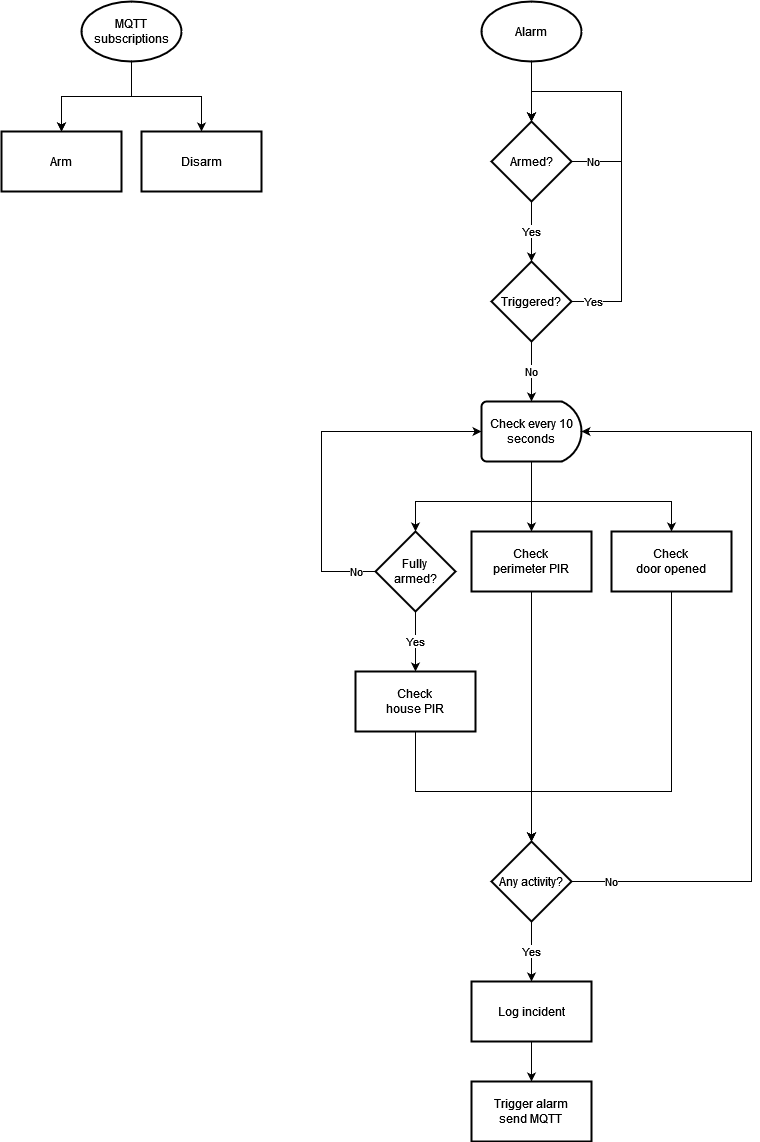 MQTT
subscriptions
Arm
Disarm
Alarm
Armed?
No
Yes
Triggered?
Yes
No
Check every 10
seconds
Fully
armed?
No
Yes
Check
perimeter PIR
Check
door opened
Check
house PIR
Any activity?
No
Yes
Log incident
Trigger alarm
send MQTT